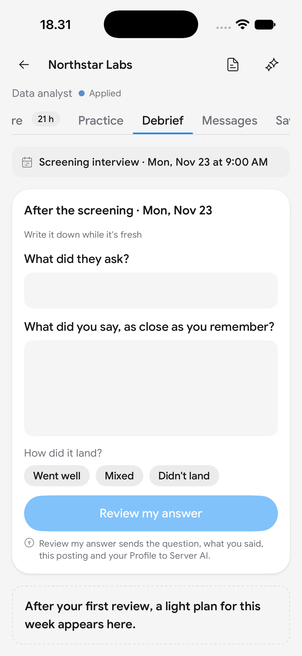 18.31
Northstar Labs
Data analyst Applied
re 21 h Practice Debrief Messages Sa
Screening interview · Mon, Nov 23 at 9:00 AM
After the screening · Mon, Nov 23
Write it down while it's fresh
What did they ask?
What did you say, as close as you remember?
How did it land?
Went well Mixed Didn't land
Review my answer
Review my answer sends the question, what you said,
this posting and your Profile to Server AI.
After your first review, a light plan for this
week appears here.